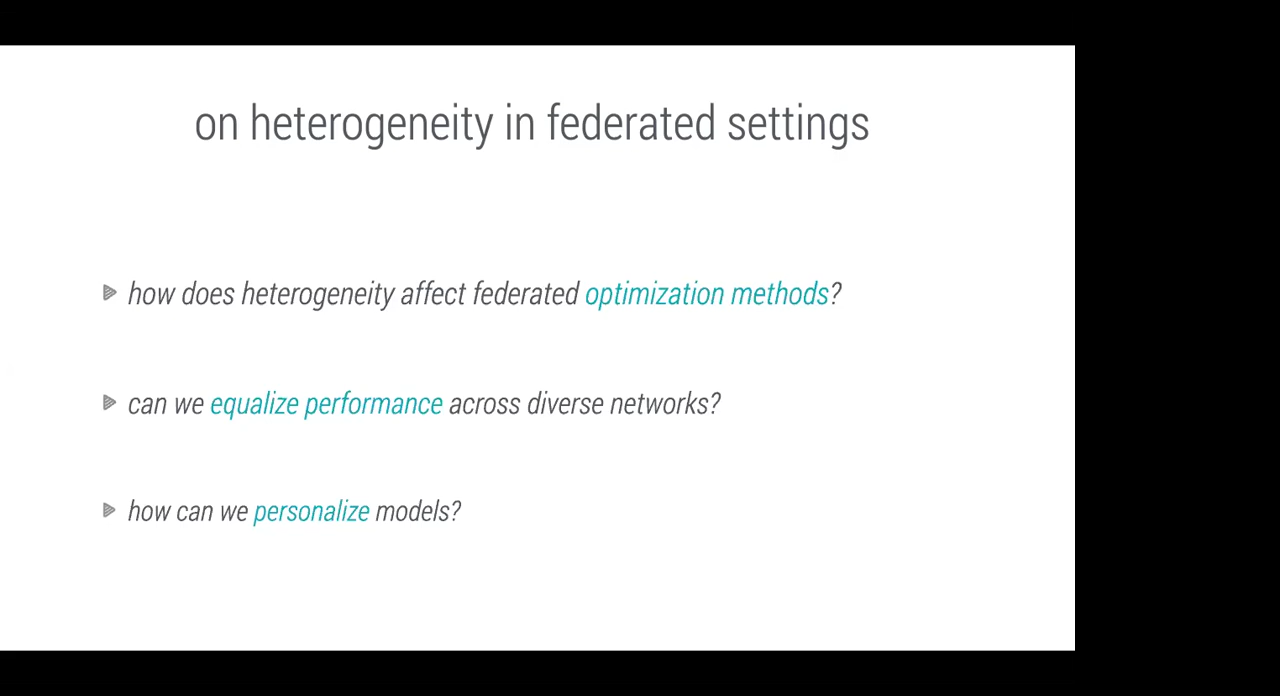 on heterogeneity in federated settings
how does heterogeneity affect federated optimization methods?
can we equalize performance across diverse networks?
how can we personalize models?